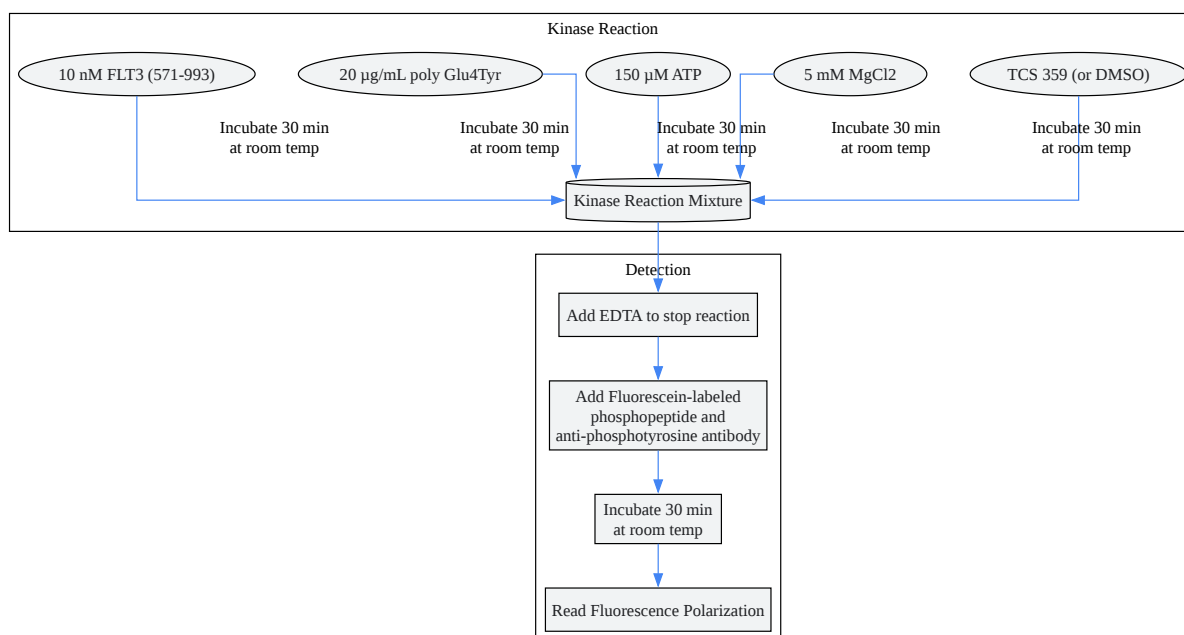 Kinase Reaction
10 nM FLT3 (571-993)
20 µg/mL poly Glu4Tyr
150 µM ATP
5 mM MgCl2
TCS 359 (or DMSO)
Incubate 30 min
at room temp
Incubate 30 min
at room temp
Incubate 30 min
at room temp
Incubate 30 min
at room temp
Incubate 30 min
at room temp
Kinase Reaction Mixture
Detection
Add EDTA to stop reaction
Add Fluorescein-labeled
phosphopeptide and
anti-phosphotyrosine antibody
Incubate 30 min
at room temp
Read Fluorescence Polarization